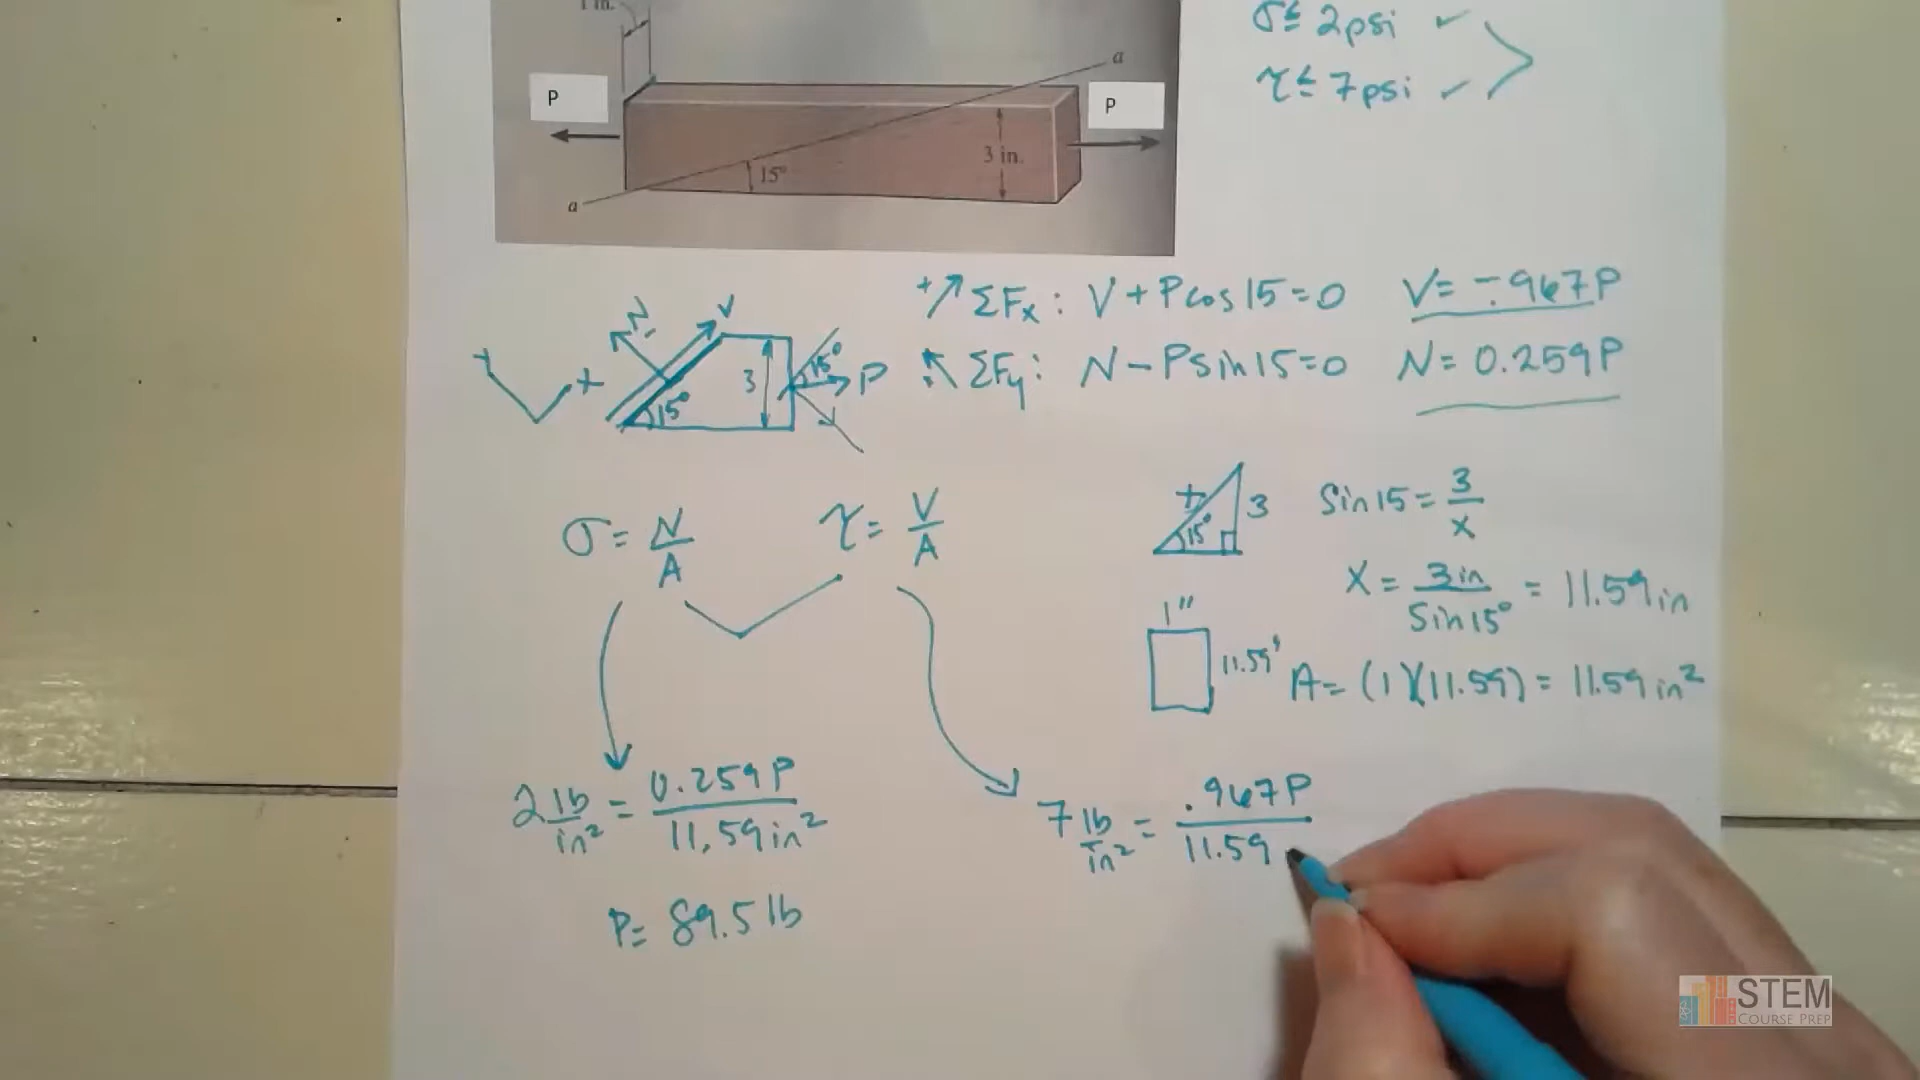 1 in.
σ ≤ 2psi ✓
τ ≤ 7psi ✓
P
P
a
3 in.
15°
a
+↗ ΣFx : V + Pcos15 = 0 V = -.967P
↖ ΣFy : N - Psin15 = 0 N = 0.259P
N
V
3
15°
P
15°
x
σ = N/A
τ = V/A
x
15°
3
Sin15 = 3/x
X = 3in/Sin15° = 11.59in
1"
11.59"
A = (1)(11.59) = 11.59in²
2 lb/in² = 0.259P/11.59in²
P = 89.5 lb
7 lb/in² = .967P/11.59
STEM
COURSE PREP